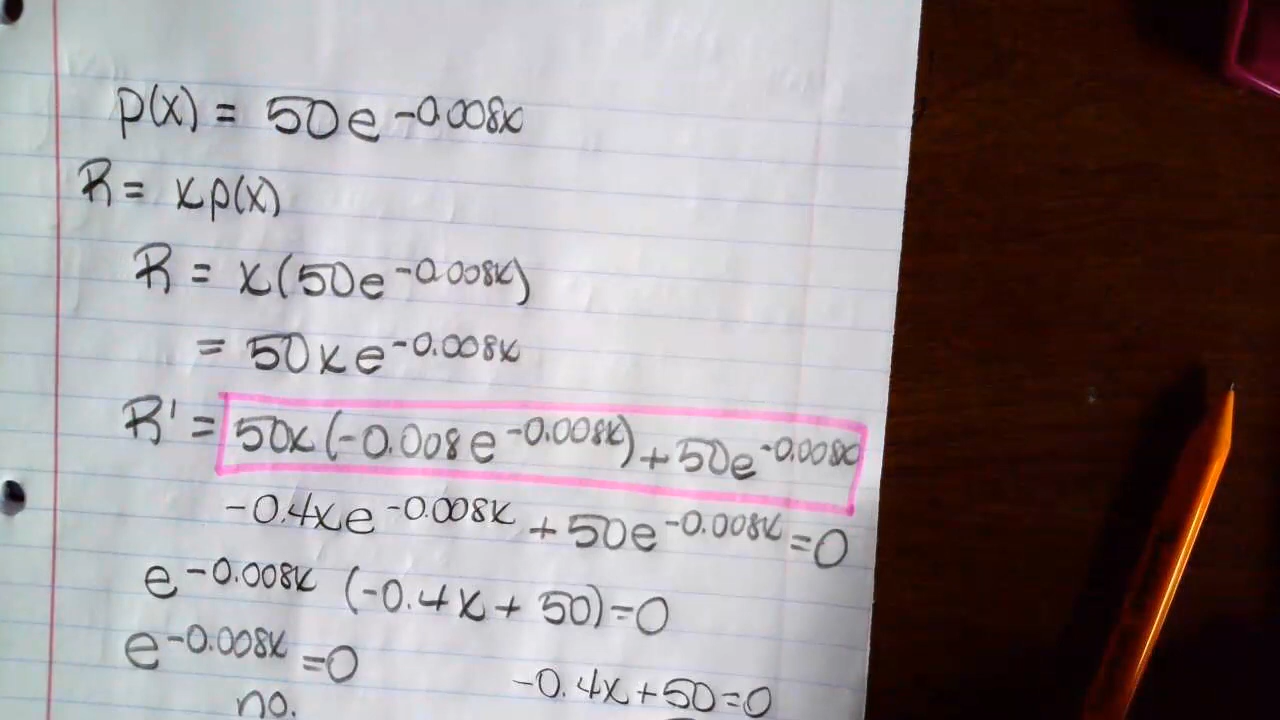 p(x) = 50e^-0.008x
R = xp(x)
R = x(50e^-0.008x)
= 50xe^-0.008x
R' = 50x(-0.008e^-0.008x) + 50e^-0.008x
-0.4xe^-0.008x + 50e^-0.008x = 0
e^-0.008x (-0.4x + 50) = 0
e^-0.008x = 0
-0.4x + 50 = 0
no.